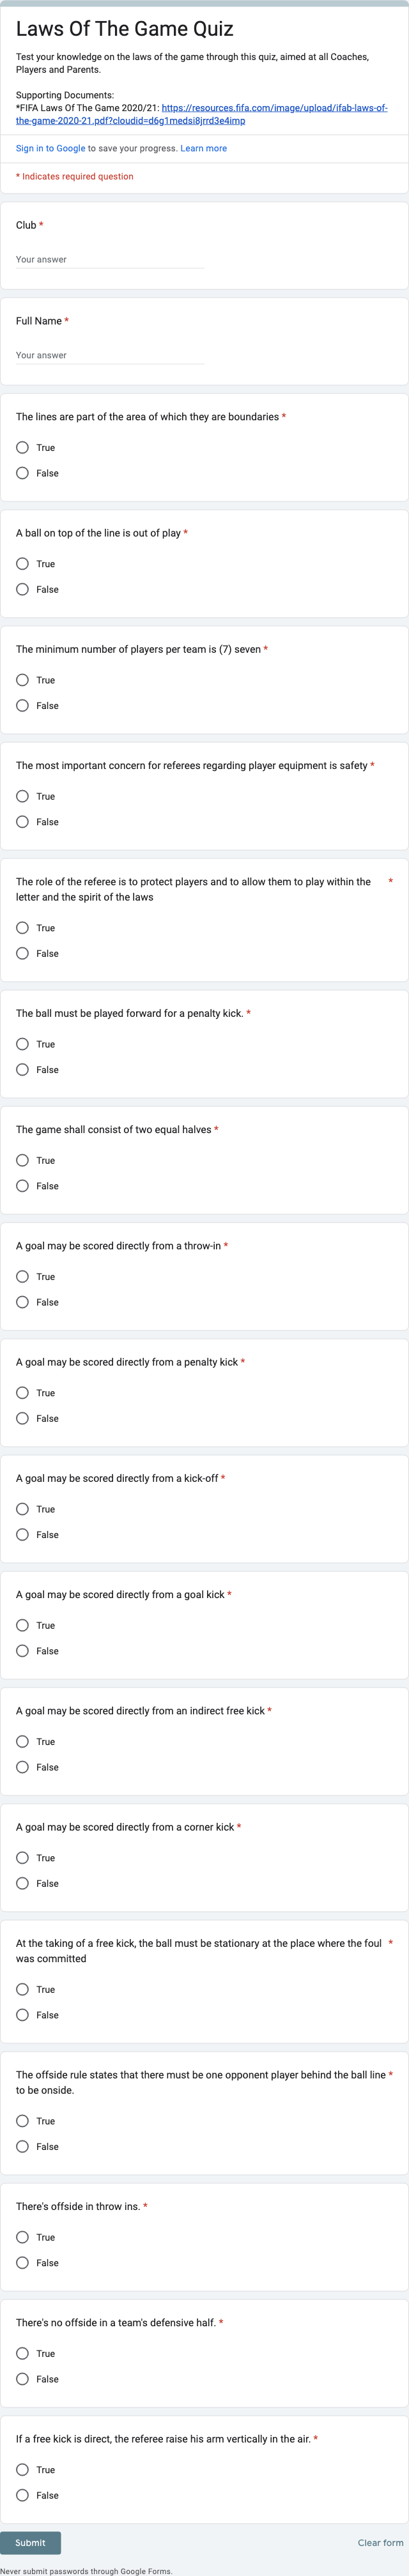 Laws Of The Game Quiz
Test your knowledge on the laws of the game through this quiz, aimed at all Coaches,
Players and Parents.
Supporting Documents:
*FIFA Laws Of The Game 2020/21: https://resources.fifa.com/image/upload/ifab-laws-of-
the-game-2020-21.pdf?cloudid=d6g1medsi8jrrd3e4imp
Sign in to Google to save your progress. Learn more
* Indicates required question
Club *
Your answer
Full Name *
Your answer
The lines are part of the area of which they are boundaries *
True
False
A ball on top of the line is out of play *
True
False
The minimum number of players per team is (7) seven *
True
False
The most important concern for referees regarding player equipment is safety *
True
False
The role of the referee is to protect players and to allow them to play within the *
letter and the spirit of the laws
True
False
The ball must be played forward for a penalty kick. *
True
False
The game shall consist of two equal halves *
True
False
A goal may be scored directly from a throw-in *
True
False
A goal may be scored directly from a penalty kick *
True
False
A goal may be scored directly from a kick-off *
True
False
A goal may be scored directly from a goal kick *
True
False
A goal may be scored directly from an indirect free kick *
True
False
A goal may be scored directly from a corner kick *
True
False
At the taking of a free kick, the ball must be stationary at the place where the foul *
was committed
True
False
The offside rule states that there must be one opponent player behind the ball line *
to be onside.
True
False
There's offside in throw ins. *
True
False
There's no offside in a team's defensive half. *
True
False
If a free kick is direct, the referee raise his arm vertically in the air. *
True
False
Submit
Clear form
Never submit passwords through Google Forms.